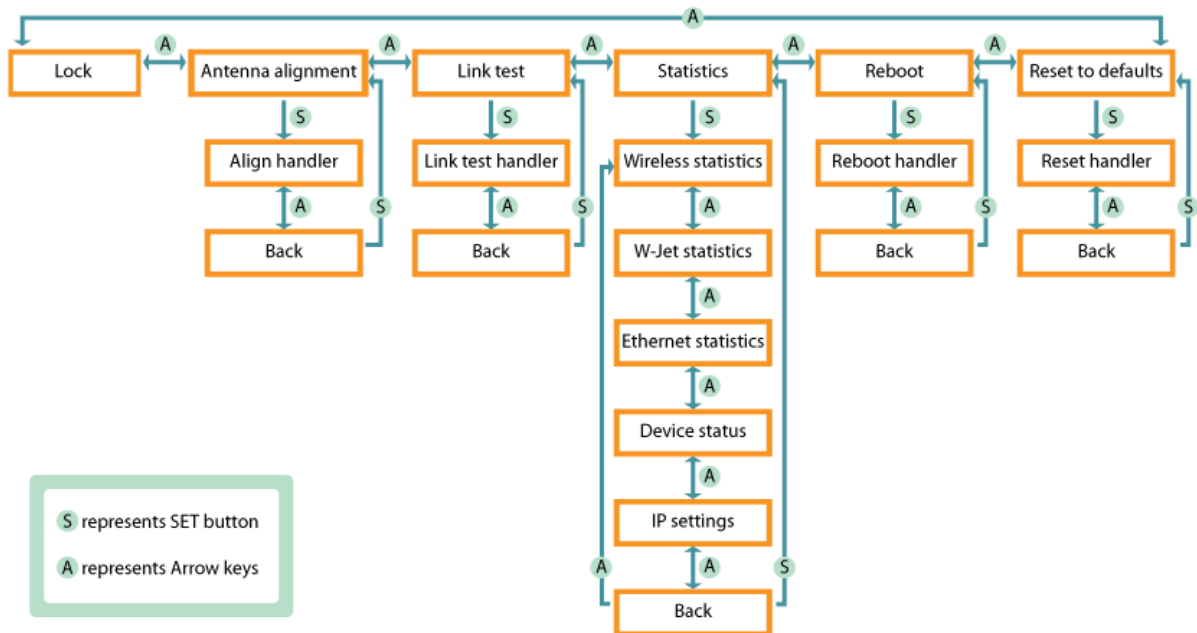 A
Lock
A
Antenna alignment
A
Link test
A
Statistics
A
Reboot
A
Reset to defaults
S
S
S
S
S
Align handler
Link test handler
Wireless statistics
Reboot handler
Reset handler
A
S
A
S
A
A
S
A
S
Back
Back
W-Jet statistics
Back
Back
A
Ethernet statistics
A
Device status
A
IP settings
A
A
S
Back
S represents SET button
A represents Arrow keys